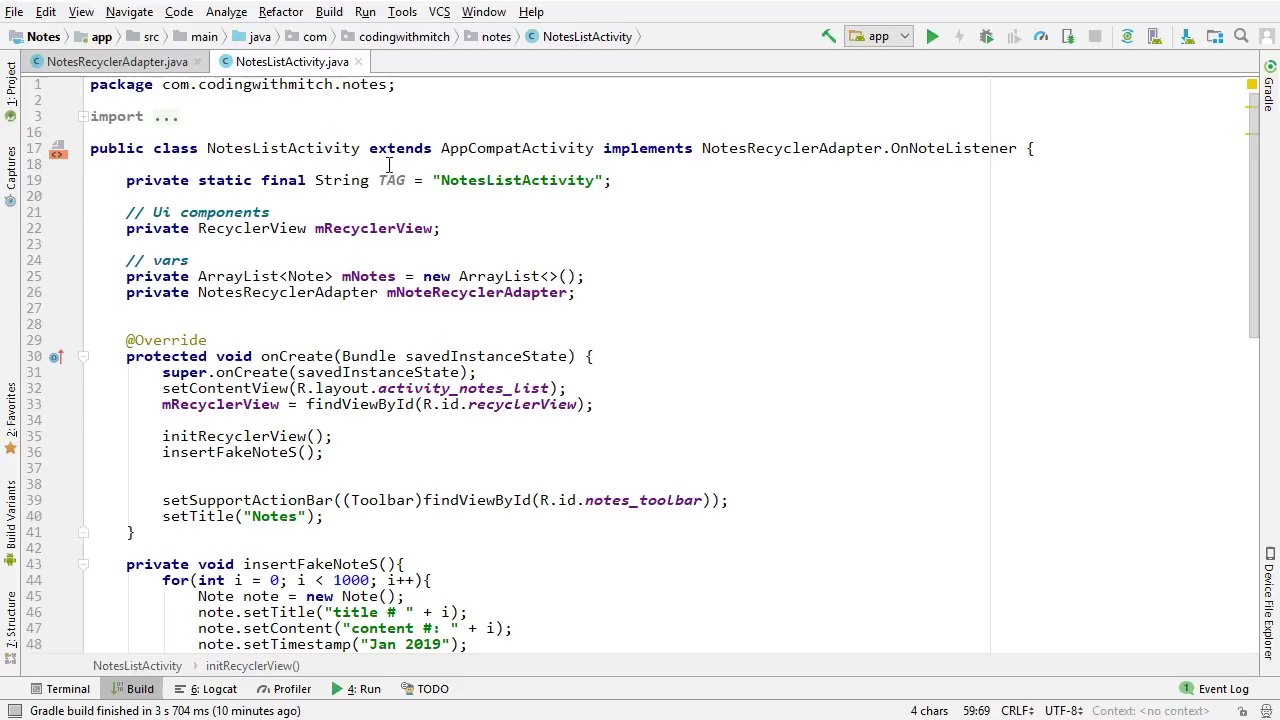 File Edit View Navigate Code Analyze Refactor Build Run Tools VCS Window Help
Notes app src main java com codingwithmitch notes NotesListActivity app
NotesRecyclerAdapter.java NotesListActivity.java
1 package com.codingwithmitch.notes;
2
3 import ...
16
17 public class NotesListActivity extends AppCompatActivity implements NotesRecyclerAdapter.OnNoteListener {
18
19 private static final String TAG = "NotesListActivity";
20
21 // Ui components
22 private RecyclerView mRecyclerView;
23
24 // vars
25 private ArrayList<Note> mNotes = new ArrayList<>();
26 private NotesRecyclerAdapter mNoteRecyclerAdapter;
27
28
29 @Override
30 protected void onCreate(Bundle savedInstanceState) {
31 super.onCreate(savedInstanceState);
32 setContentView(R.layout.activity_notes_list);
33 mRecyclerView = findViewById(R.id.recyclerView);
34
35 initRecyclerView();
36 insertFakeNoteS();
37
38
39 setSupportActionBar((Toolbar)findViewById(R.id.notes_toolbar));
40 setTitle("Notes");
41 }
42
43 private void insertFakeNoteS(){
44 for(int i = 0; i < 1000; i++){
45 Note note = new Note();
46 note.setTitle("title # " + i);
47 note.setContent("content #: " + i);
48 note.setTimestamp("Jan 2019");
NotesListActivity initRecyclerView()
1: Project
Captures
2: Favorites
Build Variants
7: Structure
Gradle
Device File Explorer
Terminal Build 6: Logcat Profiler 4: Run TODO 1 Event Log
Gradle build finished in 3 s 704 ms (10 minutes ago) 4 chars 59:69 CRLF UTF-8 Context: <no context>